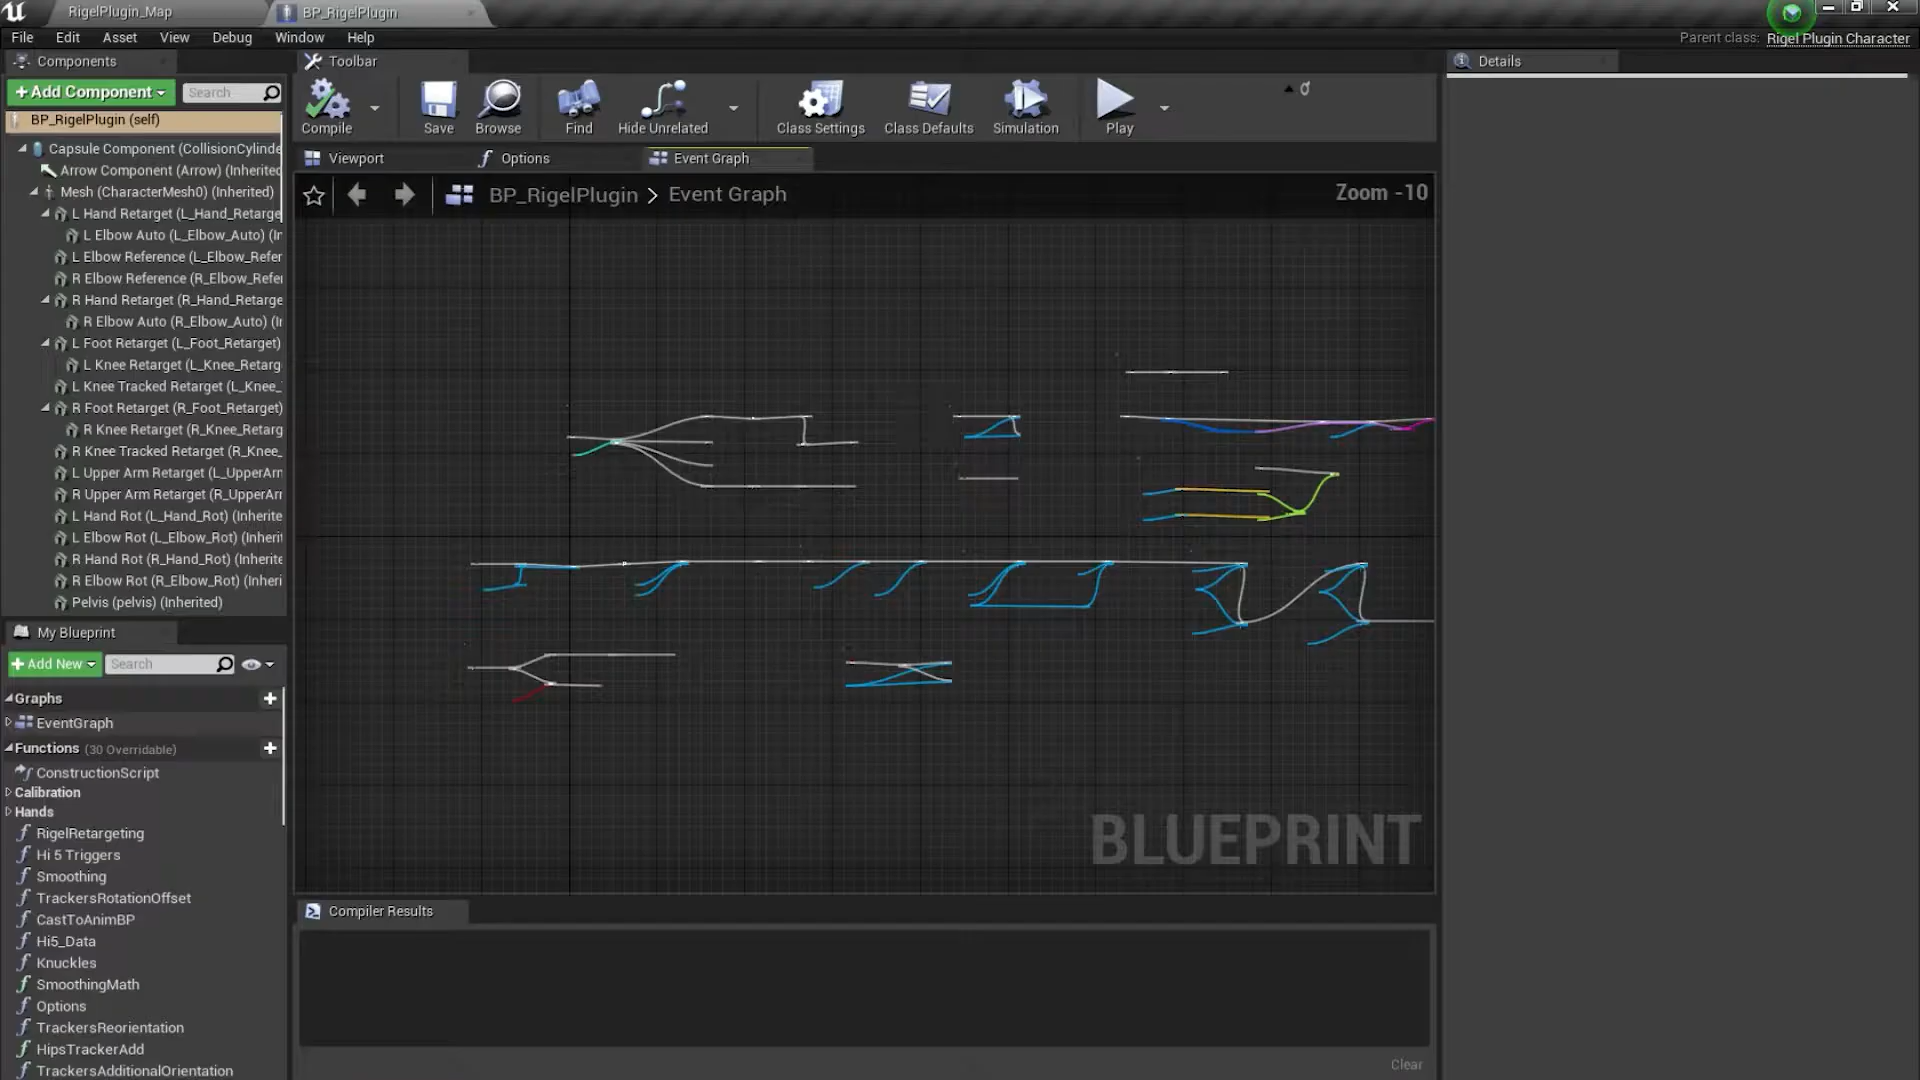 RigelPlugin_Map
BP_RigelPlugin
File Edit Asset View Debug Window Help
Parent class: Rigel Plugin Character
Components
Add Component
Search
BP_RigelPlugin (self)
Capsule Component (CollisionCylinde
Arrow Component (Arrow) (Inherited
Mesh (CharacterMesh0) (Inherited)
L Hand Retarget (L_Hand_Retarge
L Elbow Auto (L_Elbow_Auto) (In
L Elbow Reference (L_Elbow_Refer
R Elbow Reference (R_Elbow_Refe
R Hand Retarget (R_Hand_Retarge
R Elbow Auto (R_Elbow_Auto) (I
L Foot Retarget (L_Foot_Retarget)
L Knee Retarget (L_Knee_Retarg
L Knee Tracked Retarget (L_Knee_
R Foot Retarget (R_Foot_Retarget)
R Knee Retarget (R_Knee_Retarg
R Knee Tracked Retarget (R_Knee_
L Upper Arm Retarget (L_UpperArn
R Upper Arm Retarget (R_UpperArı
L Hand Rot (L_Hand_Rot) (Inherite
L Elbow Rot (L_Elbow_Rot) (Inherit
R Hand Rot (R_Hand_Rot) (Inherite
R Elbow Rot (R_Elbow_Rot) (Inheri
Pelvis (pelvis) (Inherited)
My Blueprint
Add New
Search
Graphs
EventGraph
Functions (30 Overridable)
ConstructionScript
Calibration
Hands
RigelRetargeting
Hi 5 Triggers
Smoothing
TrackersRotationOffset
CastToAnimBP
Hi5_Data
Knuckles
SmoothingMath
Options
TrackersReorientation
HipsTrackerAdd
TrackersAdditionalOrientation
Toolbar
Compile
Save
Browse
Find
Hide Unrelated
Class Settings
Class Defaults
Simulation
Play
Viewport
Options
Event Graph
BP_RigelPlugin > Event Graph
Zoom -10
BLUEPRINT
Compiler Results
Clear
Details